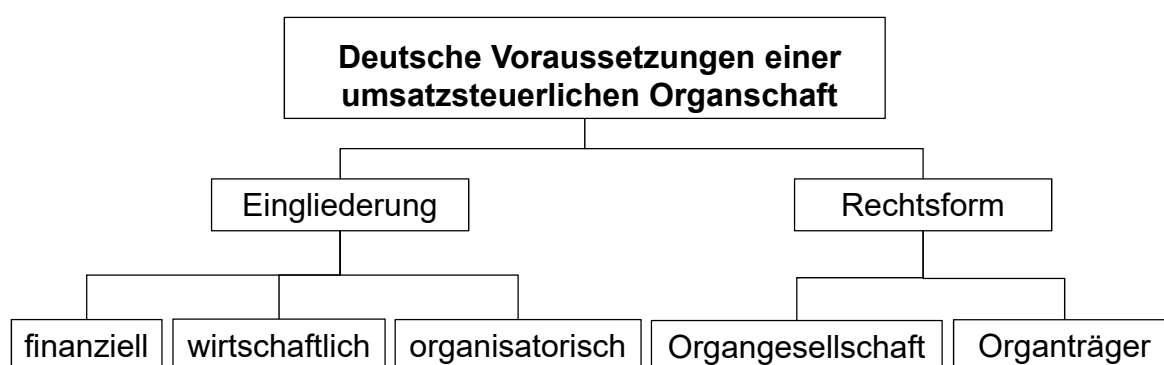 Deutsche Voraussetzungen einer
umsatzsteuerlichen Organschaft
Eingliederung
Rechtsform
finanziell
wirtschaftlich
organisatorisch
Organgesellschaft
Organträger